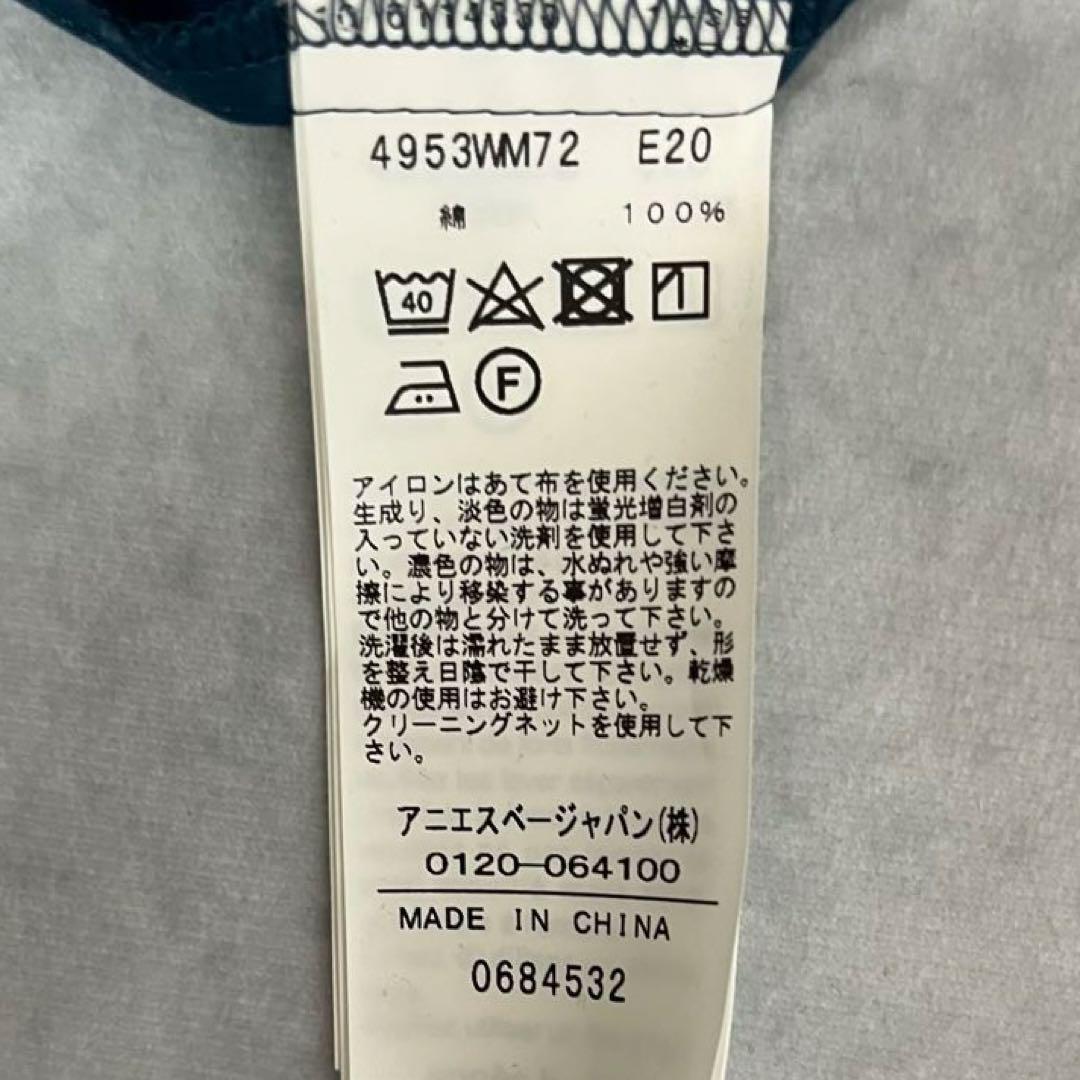 4953WM72 E20
綿 100%
40
F
アイロンはあて布を使用ください。
生成り、淡色の物は蛍光増白剤の
入っていない洗剤を使用して下さ
い。濃色の物は、水ぬれや強い摩
擦により移染する事がありますの
で他の物と分けて洗って下さい。
洗濯後は濡れたまま放置せず、形
を整え日陰で干して下さい。乾燥
機の使用はお避け下さい。
クリーニングネットを使用して下
さい。
アニエスベージャパン(株)
0120-064100
MADE IN CHINA
0684532